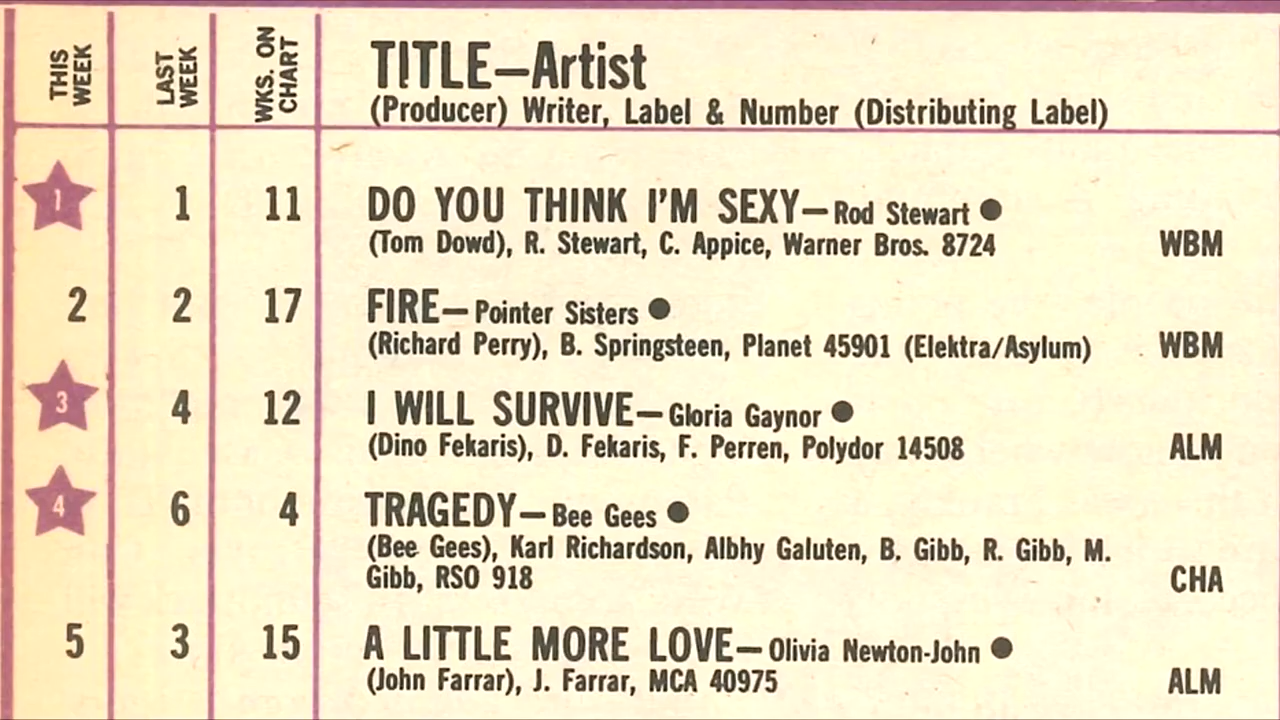 THIS WEEK
LAST WEEK
WKS. ON CHART
TITLE—Artist
(Producer) Writer, Label & Number (Distributing Label)
1 1 11 DO YOU THINK I'M SEXY—Rod Stewart ●
(Tom Dowd), R. Stewart, C. Appice, Warner Bros. 8724 WBM
2 2 17 FIRE—Pointer Sisters ●
(Richard Perry), B. Springsteen, Planet 45901 (Elektra/Asylum) WBM
3 4 12 I WILL SURVIVE—Gloria Gaynor ●
(Dino Fekaris), D. Fekaris, F. Perren, Polydor 14508 ALM
4 6 4 TRAGEDY—Bee Gees ●
(Bee Gees), Karl Richardson, Albhy Galuten, B. Gibb, R. Gibb, M.
Gibb, RSO 918 CHA
5 3 15 A LITTLE MORE LOVE—Olivia Newton-John ●
(John Farrar), J. Farrar, MCA 40975 ALM